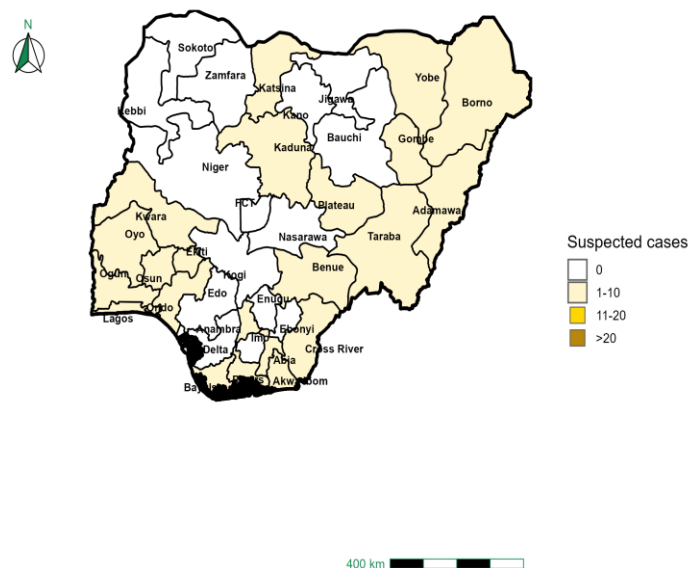 N
Sokoto
Zamfara
Yobe
Katsina
Jigawa
Borno
Kebbi
Kano
Bauchi
Gombe
Kaduna
Niger
FCT
Plateau
Adamawa
Kwara
Oyo
Taraba
Nasarawa
Ekiti
Benue
Ogun
Osun
Kogi
Edo
Enugu
Ondo
Lagos
Anambra
Ebonyi
Imo
Delta
Cross River
Abia
Suspected cases
0
1-10
11-20
>20
400 km